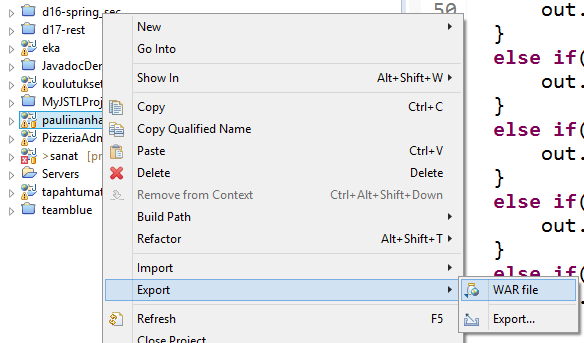 d16-spring_sec
d17-rest
eka
JavadocDer
koulutukset
MyJSTLProj
pauliinanha
PizzeriaAdm
>sanat [pr
Servers
tapahtumat
teamblue
New
Go Into
Show In Alt+Shift+W
Copy Ctrl+C
Copy Qualified Name
Paste Ctrl+V
Delete Delete
Remove from Context Ctrl+Alt+Shift+Down
Build Path
Refactor Alt+Shift+T
Import
Export
Refresh F5
Close Project
WAR file
Export...
50 out.
}
else if(
out.
}
else if(
out.
}
else if(
out.
}
else if(